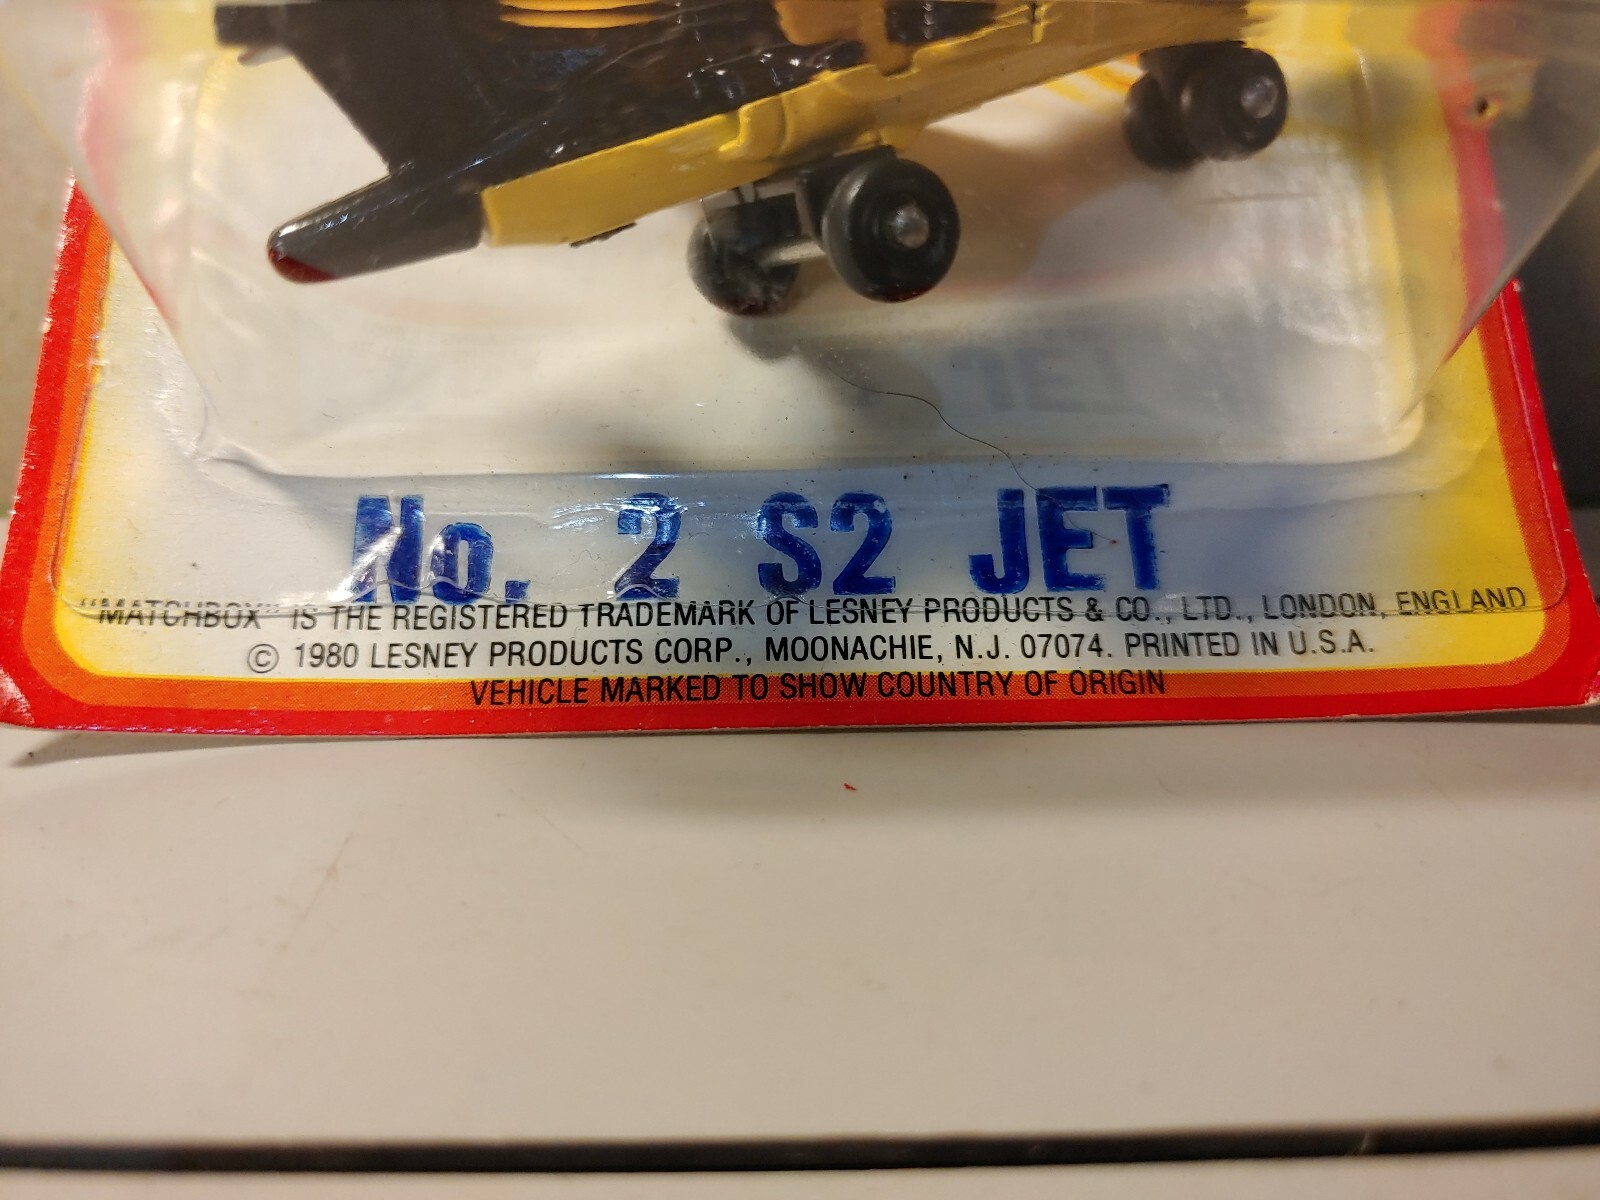 No. 2 S2 JET
"MATCHBOX" IS THE REGISTERED TRADEMARK OF LESNEY PRODUCTS & CO., LTD., LONDON, ENGLAND
© 1980 LESNEY PRODUCTS CORP., MOONACHIE, N.J. 07074. PRINTED IN U.S.A.
VEHICLE MARKED TO SHOW COUNTRY OF ORIGIN